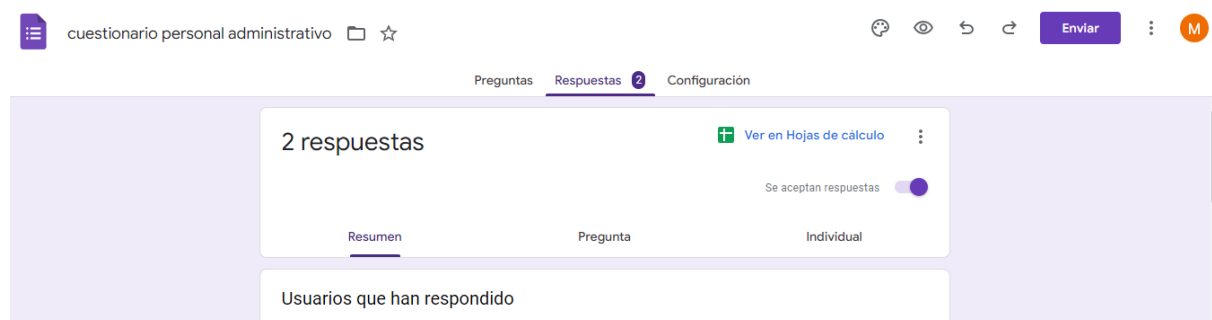 cuestionario personal administrativo
Enviar
M
Preguntas Respuestas 2 Configuración
2 respuestas
Ver en Hojas de cálculo
Se aceptan respuestas
Resumen Pregunta Individual
Usuarios que han respondido